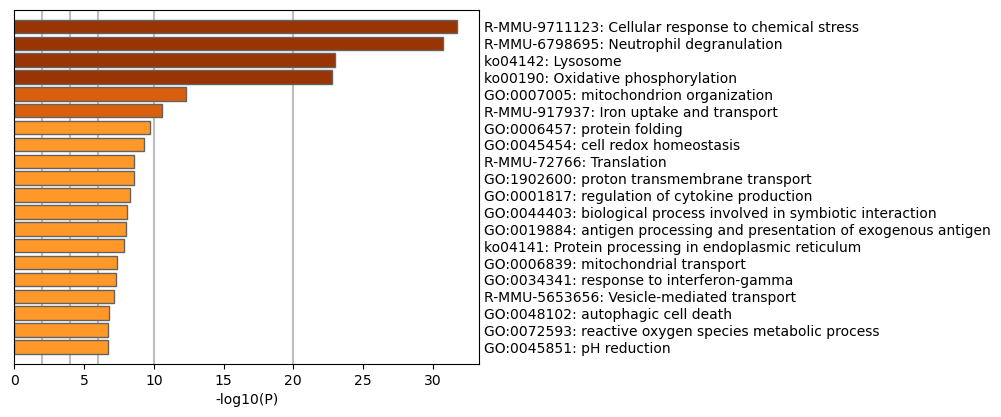 R-MMU-9711123: Cellular response to chemical stress
R-MMU-6798695: Neutrophil degranulation
ko04142: Lysosome
ko00190: Oxidative phosphorylation
GO:0007005: mitochondrion organization
R-MMU-917937: Iron uptake and transport
GO:0006457: protein folding
GO:0045454: cell redox homeostasis
R-MMU-72766: Translation
GO:1902600: proton transmembrane transport
GO:0001817: regulation of cytokine production
GO:0044403: biological process involved in symbiotic interaction
GO:0019884: antigen processing and presentation of exogenous antigen
ko04141: Protein processing in endoplasmic reticulum
GO:0006839: mitochondrial transport
GO:0034341: response to interferon-gamma
R-MMU-5653656: Vesicle-mediated transport
GO:0048102: autophagic cell death
GO:0072593: reactive oxygen species metabolic process
GO:0045851: pH reduction
0 5 10 15 20 25 30
-log10(P)